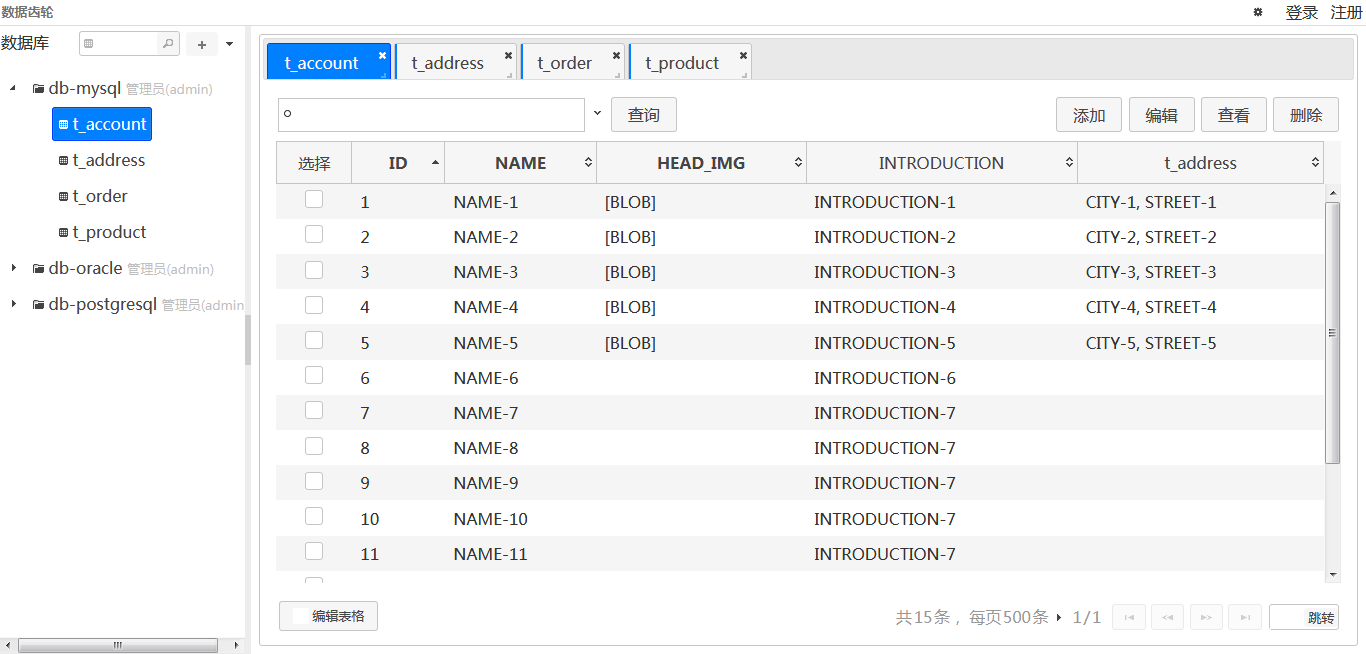 数据齿轮 登录 注册
数据库
db-mysql 管理员(admin)
t_account
t_address
t_order
t_product
db-oracle 管理员(admin)
db-postgresql 管理员(admin
t_account t_address t_order t_product
查询 添加 编辑 查看 删除
选择 ID NAME HEAD_IMG INTRODUCTION t_address
1 NAME-1 [BLOB] INTRODUCTION-1 CITY-1, STREET-1
2 NAME-2 [BLOB] INTRODUCTION-2 CITY-2, STREET-2
3 NAME-3 [BLOB] INTRODUCTION-3 CITY-3, STREET-3
4 NAME-4 [BLOB] INTRODUCTION-4 CITY-4, STREET-4
5 NAME-5 [BLOB] INTRODUCTION-5 CITY-5, STREET-5
6 NAME-6 INTRODUCTION-6
7 NAME-7 INTRODUCTION-7
8 NAME-8 INTRODUCTION-7
9 NAME-9 INTRODUCTION-7
10 NAME-10 INTRODUCTION-7
11 NAME-11 INTRODUCTION-7
编辑表格 共15条，每页500条 1/1 跳转